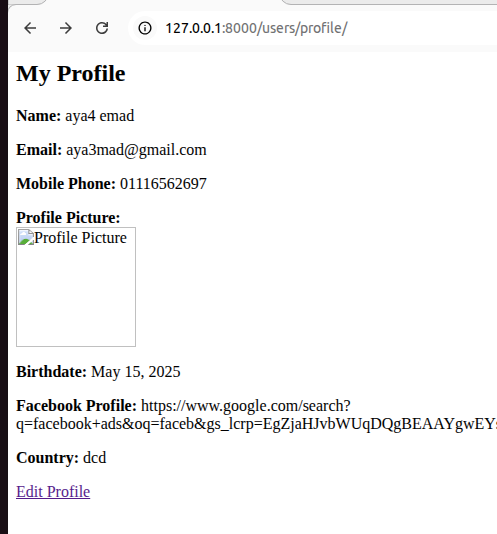 127.0.0.1:8000/users/profile/
My Profile
Name: aya4 emad
Email: aya3mad@gmail.com
Mobile Phone: 01116562697
Profile Picture:
Profile Picture
Birthdate: May 15, 2025
Facebook Profile: https://www.google.com/search?
q=facebook+ads&oq=faceb&gs_lcrp=EgZjaHJvbWUqDQgBEAAYgwEY
Country: dcd
Edit Profile